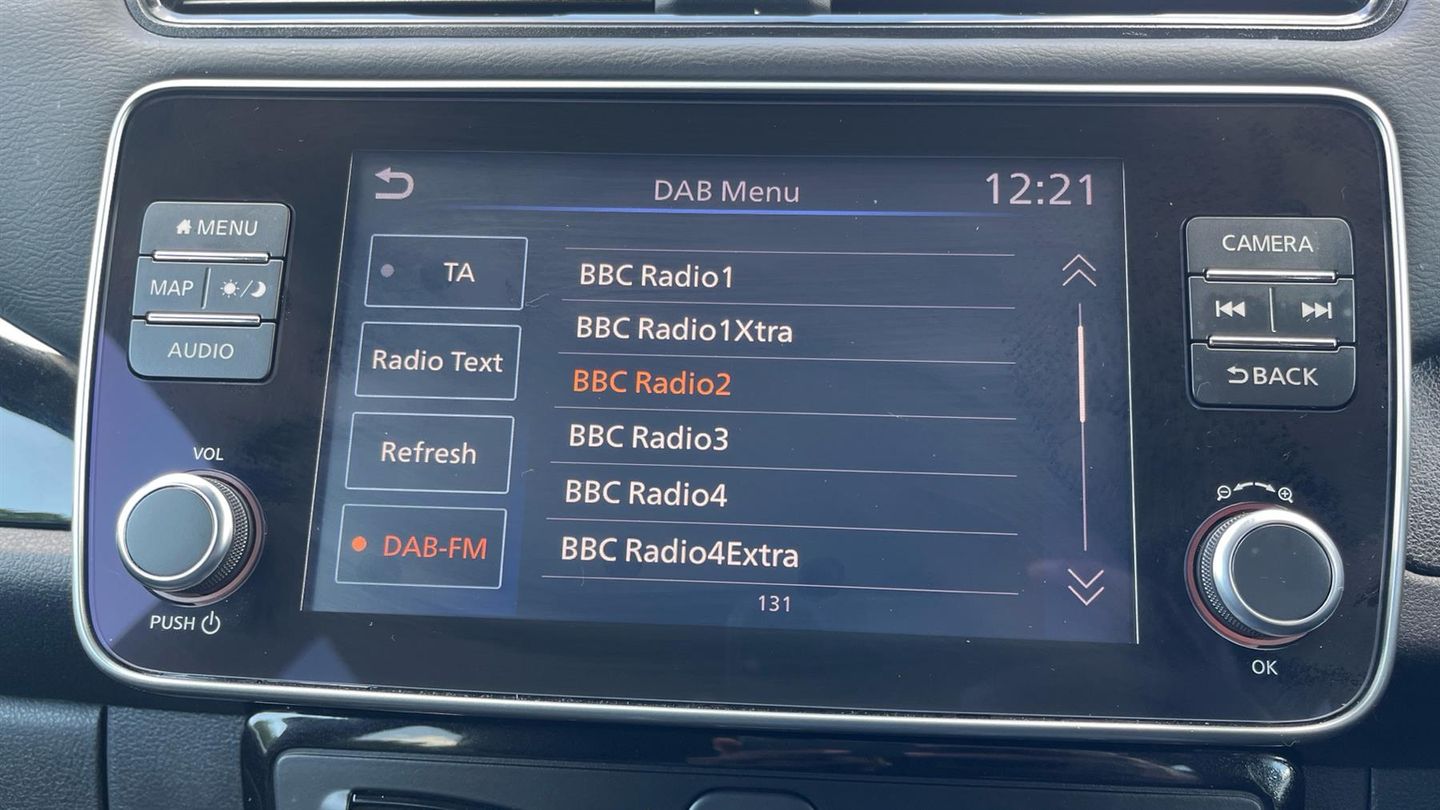 DAB Menu
12:21
MENU
MAP
AUDIO
VOL
PUSH
TA
Radio Text
Refresh
DAB-FM
BBC Radio1
BBC Radio1Xtra
BBC Radio2
BBC Radio3
BBC Radio4
BBC Radio4Extra
131
CAMERA
BACK
OK